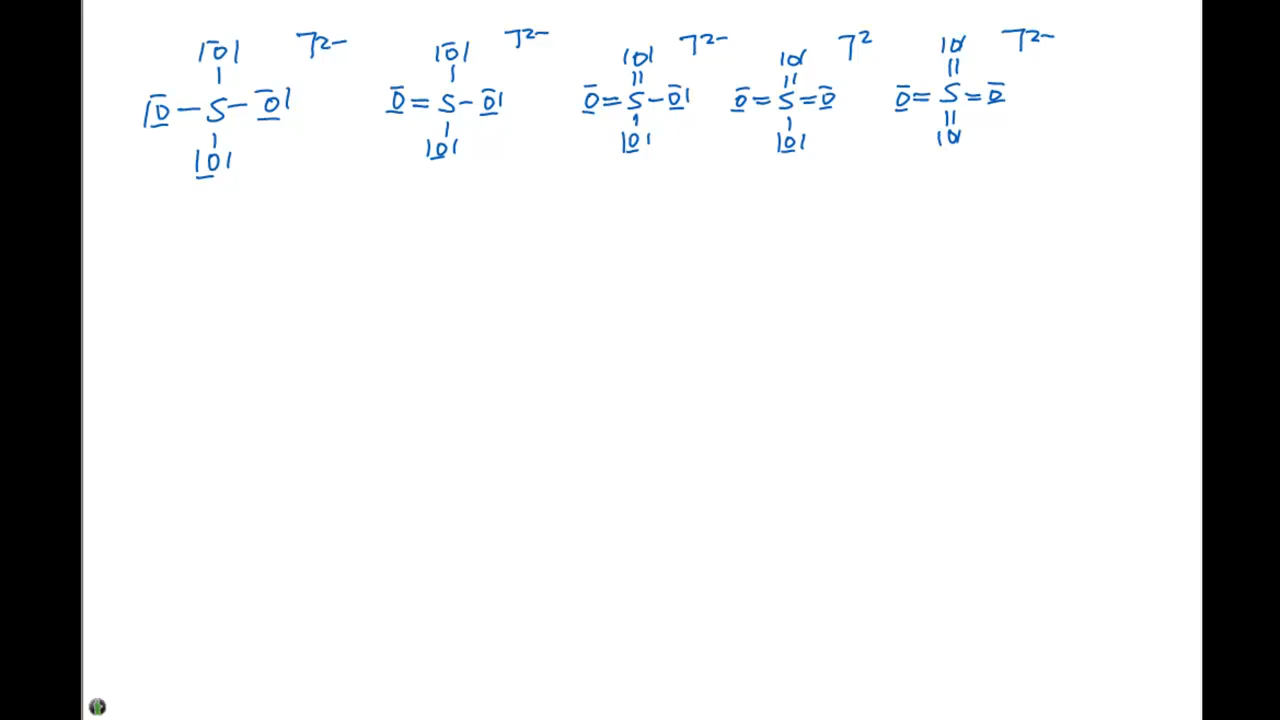 |O̅| ⌝2− |O̅| ⌝2− |O| ⌝2− |O| ⌝2 |O| ⌝2−
| | || || ||
|O̲̅ — S — O̲̅| O̲̅ = S − O̲̅| O̲̅ = S − O̲̅| O̲̅ = S = O̲̅ O̲̅ = S = O̲̅
| | | | ||
|O̲| |O̲| |O̲| |O̲| |O|